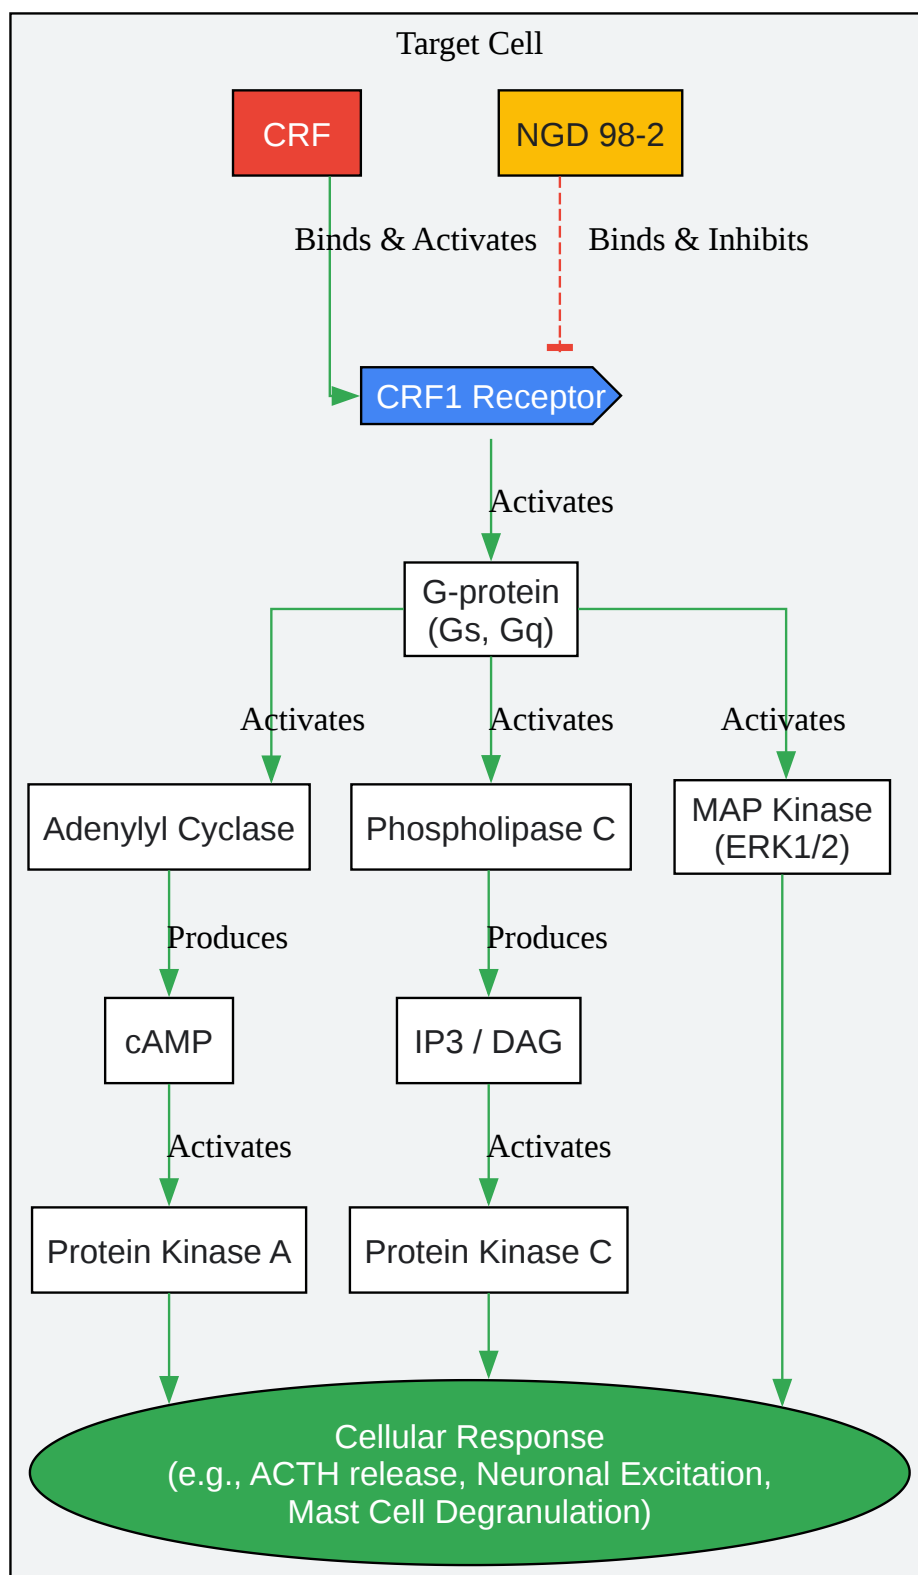 Target Cell
CRF
NGD 98-2
Binds & Activates
Binds & Inhibits
CRF1 Receptor
Activates
G-protein
(Gs, Gq)
Activates
Activates
Activates
Adenylyl Cyclase
Phospholipase C
MAP Kinase
(ERK1/2)
Produces
Produces
cAMP
IP3 / DAG
Activates
Activates
Protein Kinase A
Protein Kinase C
Cellular Response
(e.g., ACTH release, Neuronal Excitation,
Mast Cell Degranulation)